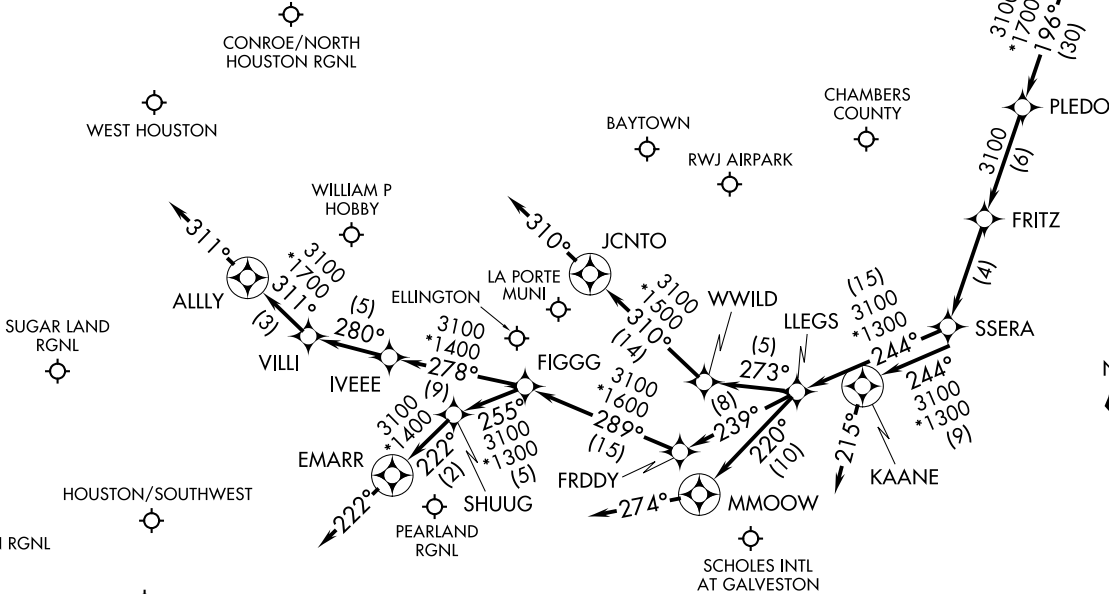 3100
*1700
196°
(30)
CONROE/NORTH
HOUSTON RGNL
WEST HOUSTON
CHAMBERS
COUNTY
PLEDO
BAYTOWN
RWJ AIRPARK
3100
(6)
WILLIAM P
HOBBY
FRITZ
311°
3100
*1700
311°
(3)
ALLLY
310°
JCNTO
LA PORTE
MUNI
ELLINGTON
(4)
SUGAR LAND
RGNL
(5)
280°
VILLI
IVEEE
3100
*1400
278°
(9)
FIGGG
3100
*1500
310°
(14)
WWILD
LLEGS
(5)
273°
(15)
3100
*1300
244°
SSERA
244°
3100
*1300
(9)
3100
*1600
289°
(15)
(8)
239°
220°
(10)
215°
KAANE
3100
*1400
222°
(2)
255°
3100
*1300
(5)
EMARR
222°
SHUUG
FRDDY
274°
MMOOW
HOUSTON/SOUTHWEST
PEARLAND
RGNL
RGNL
SCHOLES INTL
AT GALVESTON